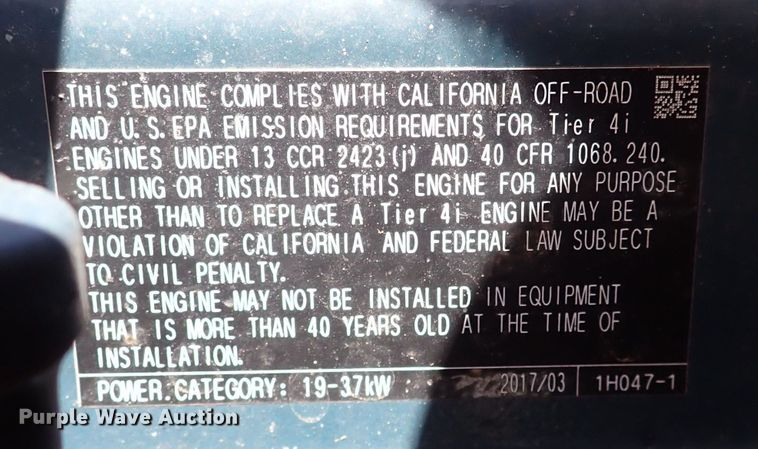 THIS ENGINE COMPLIES WITH CALIFORNIA OFF-ROAD
AND U.S.EPA EMISSION REQUIREMENTS FOR Tier 4i
ENGINES UNDER 13 CCR 2423(j) AND 40 CFR 1068.240.
SELLING OR INSTALLING THIS ENGINE FOR ANY PURPOSE
OTHER THAN TO REPLACE A Tier 4i ENGINE MAY BE A
VIOLATION OF CALIFORNIA AND FEDERAL LAW SUBJECT
TO CIVIL PENALTY.
THIS ENGINE MAY NOT BE INSTALLED IN EQUIPMENT
THAT IS MORE THAN 40 YEARS OLD AT THE TIME OF
INSTALLATION.
POWER CATEGORY: 19-37kW 2017/03 1H047-1
Purple Wave Auction